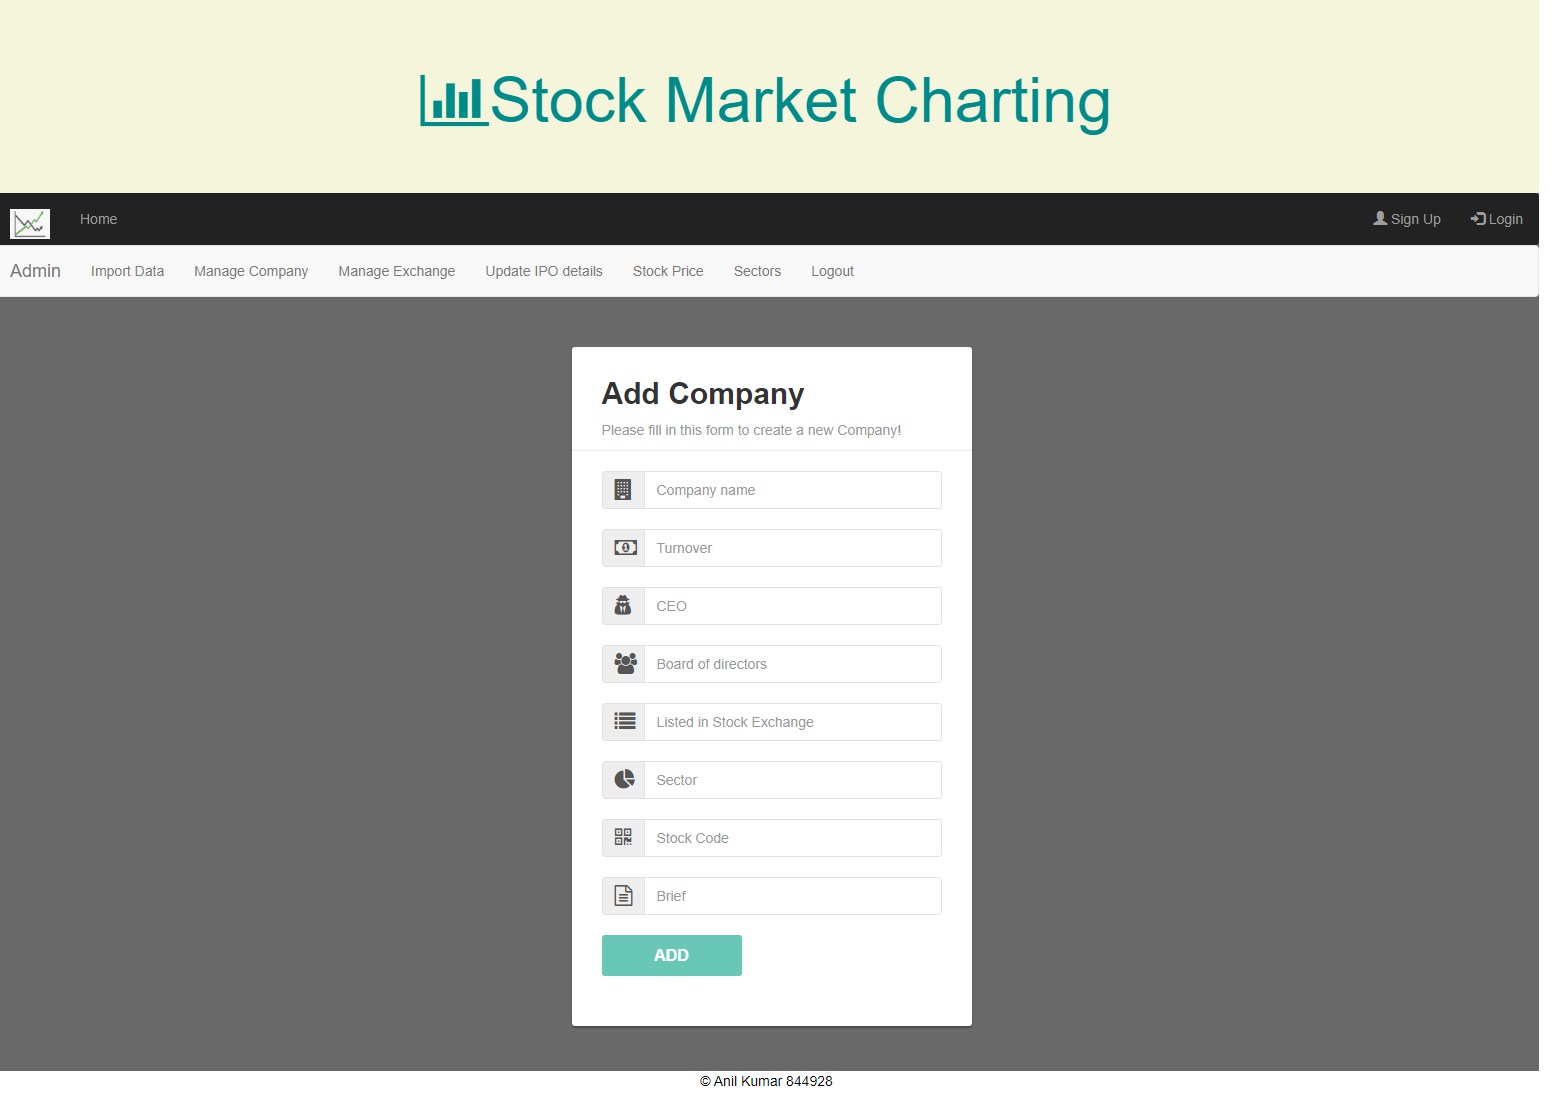 Stock Market Charting
Home Sign Up Login
Admin Import Data Manage Company Manage Exchange Update IPO details Stock Price Sectors Logout
Add Company
Please fill in this form to create a new Company!
Company name
Turnover
CEO
Board of directors
Listed in Stock Exchange
Sector
Stock Code
Brief
ADD
© Anil Kumar 844928